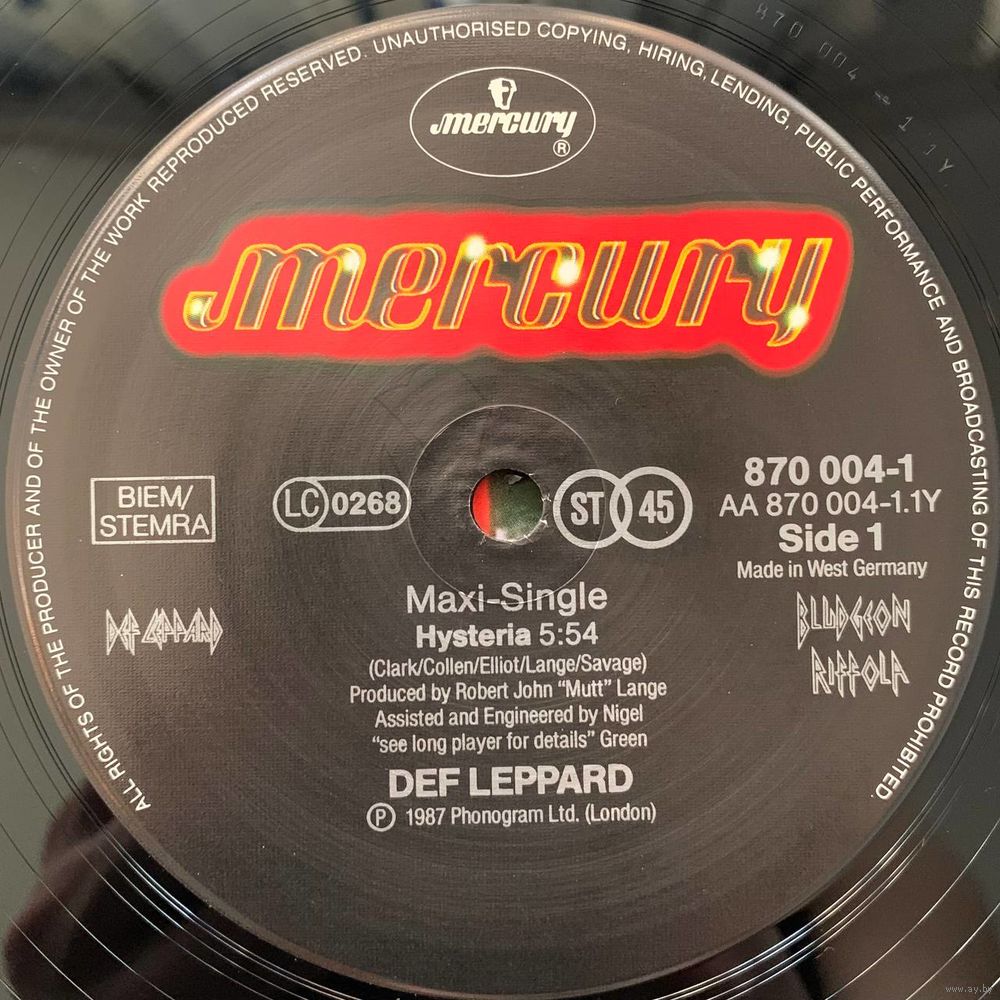 ALL RIGHTS OF THE PRODUCER AND OF THE OWNER OF THE WORK REPRODUCED RESERVED. UNAUTHORISED COPYING, HIRING, LENDING, PUBLIC PERFORMANCE AND BROADCASTING OF THIS RECORD PROHIBITED.
870 004 - 1 1Y
mercury
®
mercury
BIEM/
STEMRA
LC 0268
ST 45
870 004-1
AA 870 004-1.1Y
Side 1
Made in West Germany
DEF LEPPARD
BLUDGEON
RIFFOLA
Maxi-Single
Hysteria 5:54
(Clark/Collen/Elliot/Lange/Savage)
Produced by Robert John “Mutt” Lange
Assisted and Engineered by Nigel
“see long player for details” Green
DEF LEPPARD
℗ 1987 Phonogram Ltd. (London)
www.ay.by